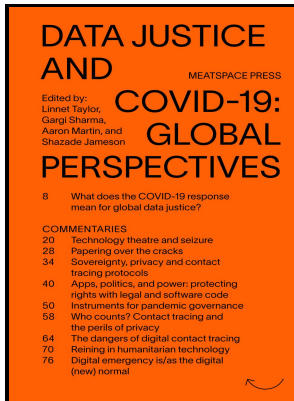 DATA JUSTICE
AND
MEATSPACE PRESS
Edited by:
Linnet Taylor,
Gargi Sharma,
Aaron Martin, and
Shazade Jameson
COVID-19:
GLOBAL
PERSPECTIVES
8 What does the COVID-19 response
mean for global data justice?
COMMENTARIES
20 Technology theatre and seizure
28 Papering over the cracks
34 Sovereignty, privacy and contact
tracing protocols
40 Apps, politics, and power: protecting
rights with legal and software code
50 Instruments for pandemic governance
58 Who counts? Contact tracing and
the perils of privacy
64 The dangers of digital contact tracing
70 Reining in humanitarian technology
76 Digital emergency is/as the digital
(new) normal